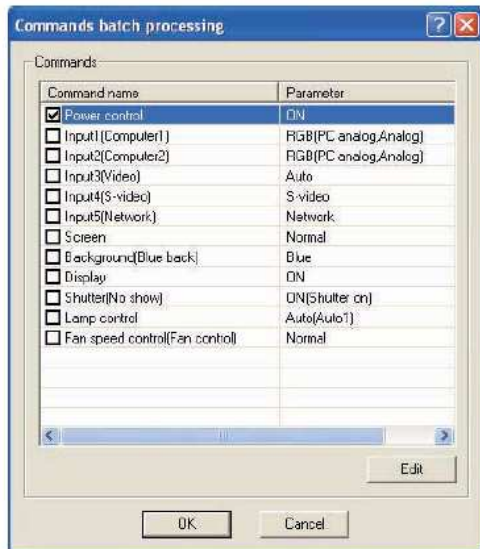 Commands batch processing
Commands
Command name Parameter
Power control ON
Input1(Computer1) RGB(PC analog,Analog)
Input2(Computer2) RGB(PC analog,Analog)
Input3(Video) Auto
Input4(S-video) S-video
Input5(Network) Network
Screen Normal
Background(Blue back) Blue
Display ON
Shutter(No show) ON(Shutter on)
Lamp control Auto(Auto1)
Fan speed control(Fan control) Normal
Edit
OK Cancel